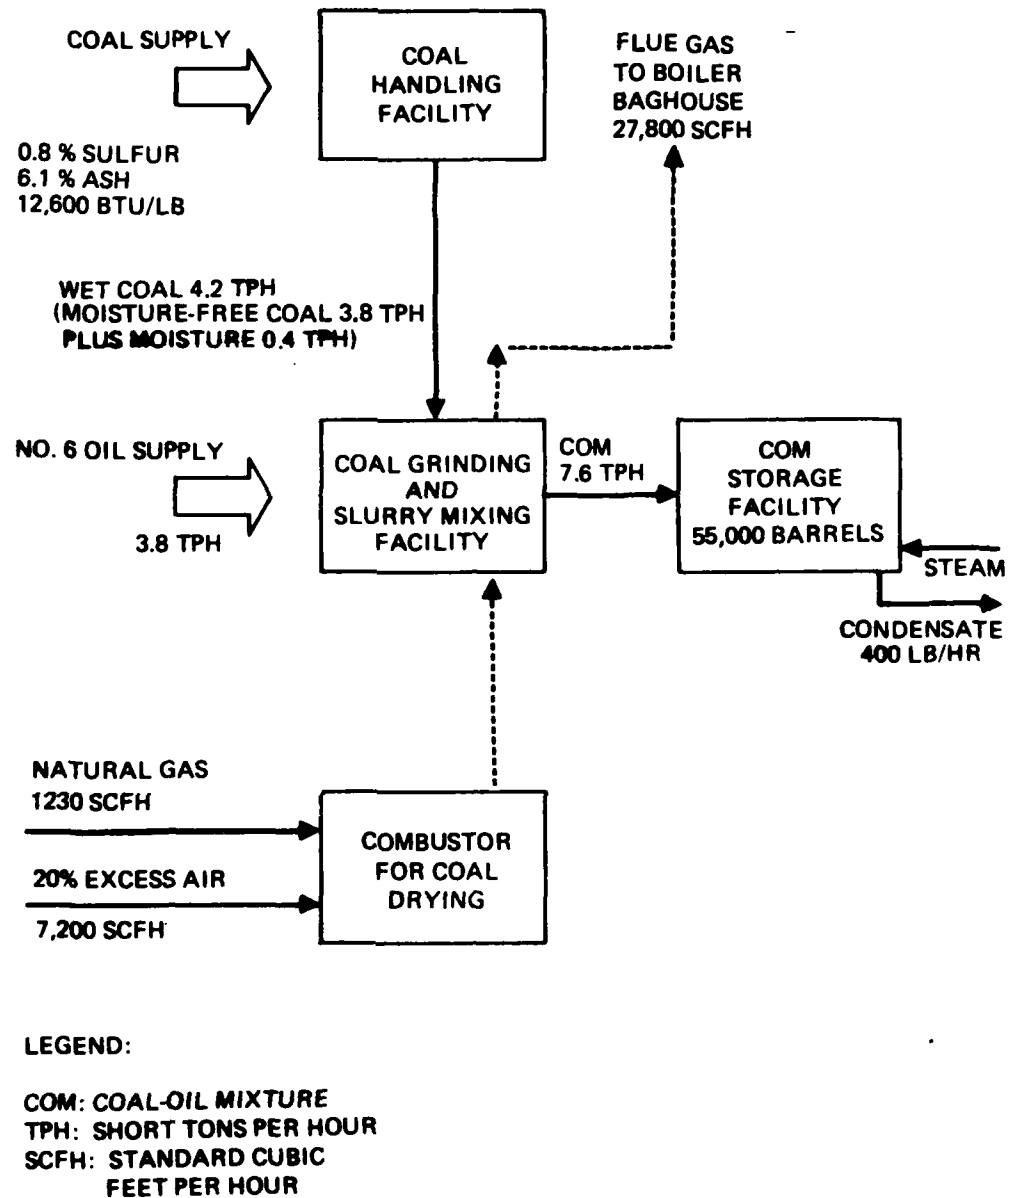 COAL SUPPLY
0.8 % SULFUR
6.1 % ASH
12,600 BTU/LB
COAL
HANDLING
FACILITY
FLUE GAS
TO BOILER
BAGHOUSE
27,800 SCFH
WET COAL 4.2 TPH
(MOISTURE-FREE COAL 3.8 TPH
PLUS MOISTURE 0.4 TPH)
NO. 6 OIL SUPPLY
3.8 TPH
COAL GRINDING
AND
SLURRY MIXING
FACILITY
COM
7.6 TPH
COM
STORAGE
FACILITY
55,000 BARRELS
STEAM
CONDENSATE
400 LB/HR
NATURAL GAS
1230 SCFH
20% EXCESS AIR
7,200 SCFH
COMBUSTOR
FOR COAL
DRYING
LEGEND:
COM: COAL-OIL MIXTURE
TPH: SHORT TONS PER HOUR
SCFH: STANDARD CUBIC
FEET PER HOUR